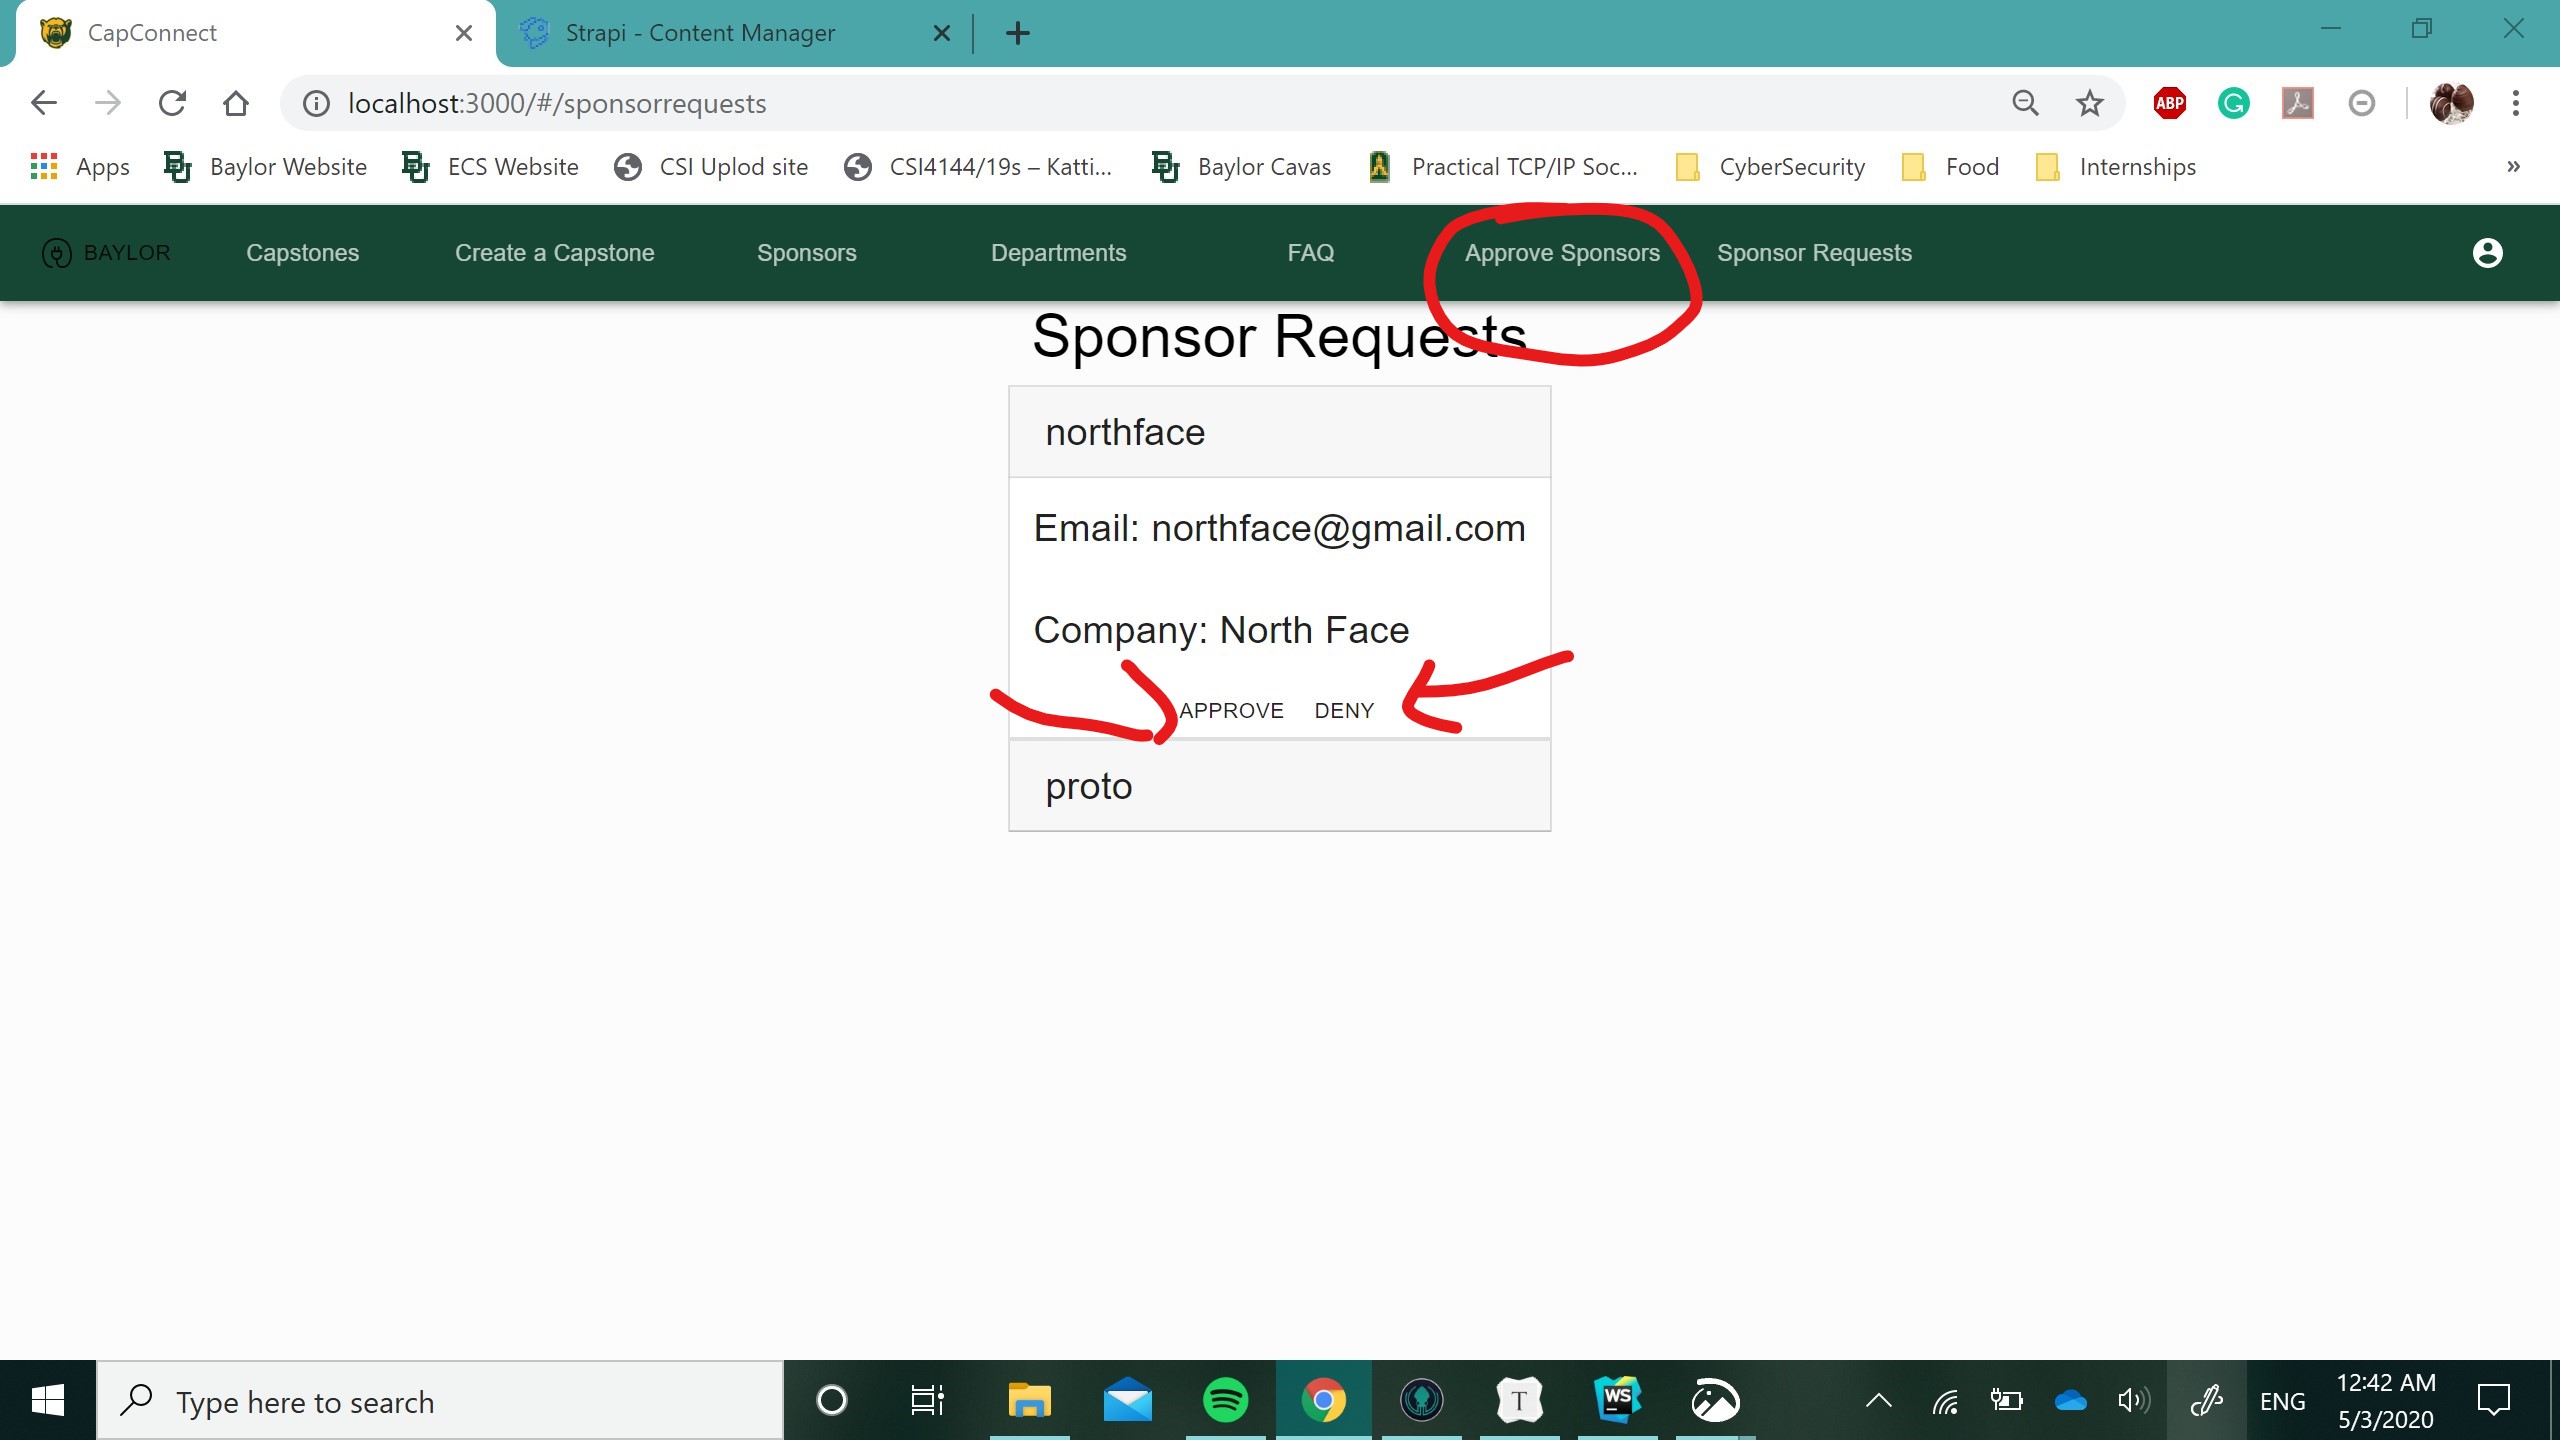 CapConnect
Strapi - Content Manager
localhost:3000/#/sponsorrequests
ABP
Apps
Baylor Website
ECS Website
CSI Uplod site
CSI4144/19s – Katti...
Baylor Cavas
Practical TCP/IP Soc...
CyberSecurity
Food
Internships
»
BAYLOR
Capstones
Create a Capstone
Sponsors
Departments
FAQ
Approve Sponsors
Sponsor Requests
Sponsor Requests
northface
Email: northface@gmail.com
Company: North Face
APPROVE DENY
proto
Type here to search
T
WS
ENG
12:42 AM
5/3/2020